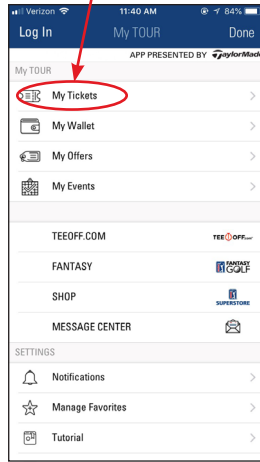 Verizon 11:40 AM 84%
Log In My TOUR Done
APP PRESENTED BY TaylorMade
My TOUR
My Tickets
My Wallet
My Offers
My Events
TEEOFF.COM TEE OFF.com
FANTASY FANTASY GOLF
SHOP SUPERSTORE
MESSAGE CENTER
SETTINGS
Notifications
Manage Favorites
Tutorial